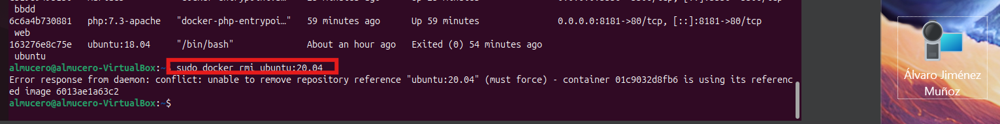 bbdd
6c6a4b730881 php:7.3-apache "docker-php-entrypoi…" 59 minutes ago Up 59 minutes 0.0.0.0:8181->80/tcp, [::]:8181->80/tcp
web
163276e8c75e ubuntu:18.04 "/bin/bash" About an hour ago Exited (0) 54 minutes ago
ubuntu
almucero@almucero-VirtualBox:~$ sudo docker rmi ubuntu:20.04
Error response from daemon: conflict: unable to remove repository reference "ubuntu:20.04" (must force) - container 01c9032d8fb6 is using its referenc
ed image 6013ae1a63c2
almucero@almucero-VirtualBox:~$
Álvaro Jiménez
Muñoz